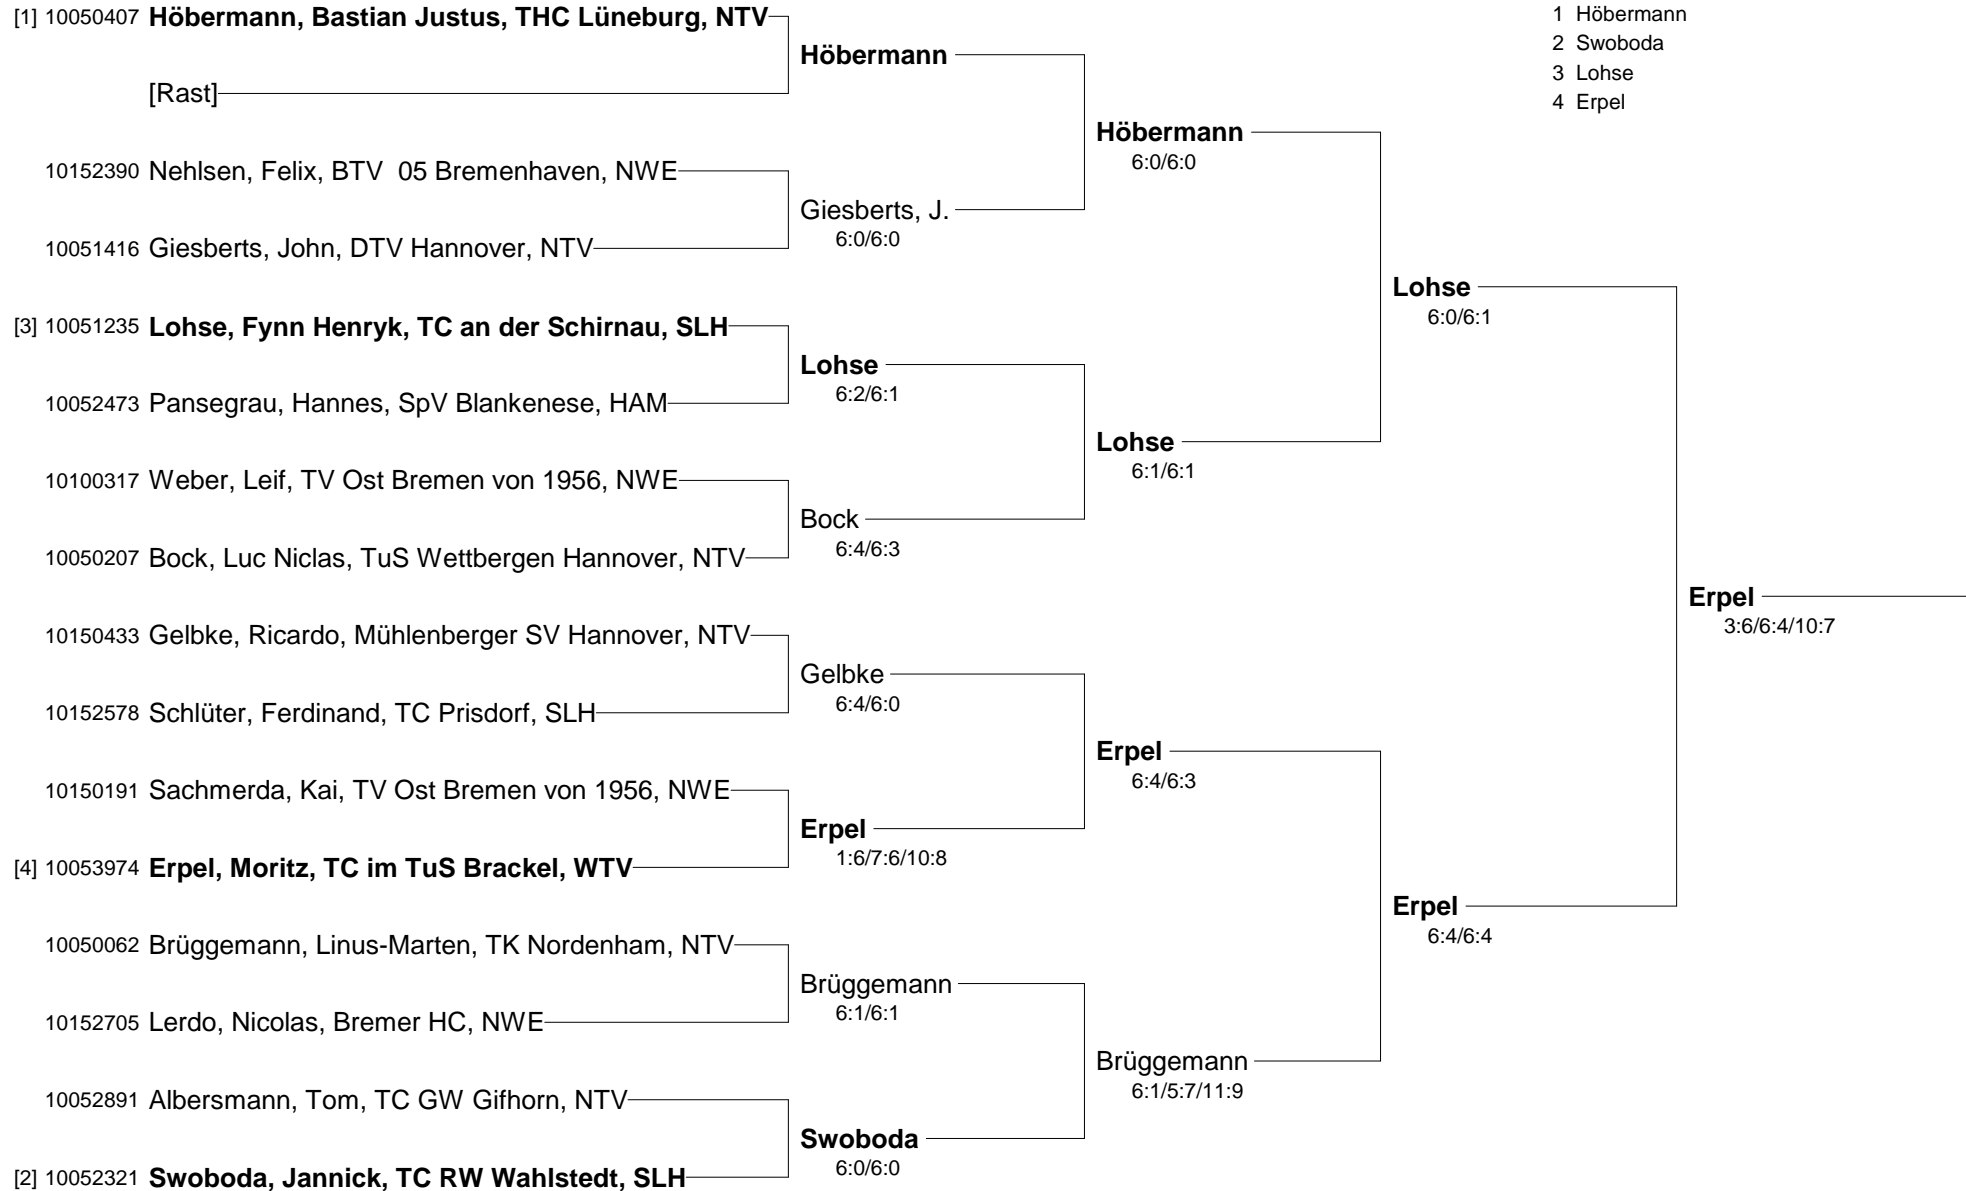 [1] 10050407 Höbermann, Bastian Justus, THC Lüneburg, NTV
[Rast]
10152390 Nehlsen, Felix, BTV  05 Bremenhaven, NWE
10051416 Giesberts, John, DTV Hannover, NTV
[3] 10051235 Lohse, Fynn Henryk, TC an der Schirnau, SLH
10052473 Pansegrau, Hannes, SpV Blankenese, HAM
10100317 Weber, Leif, TV Ost Bremen von 1956, NWE
10050207 Bock, Luc Niclas, TuS Wettbergen Hannover, NTV
10150433 Gelbke, Ricardo, Mühlenberger SV Hannover, NTV
10152578 Schlüter, Ferdinand, TC Prisdorf, SLH
10150191 Sachmerda, Kai, TV Ost Bremen von 1956, NWE
[4] 10053974 Erpel, Moritz, TC im TuS Brackel, WTV
10050062 Brüggemann, Linus-Marten, TK Nordenham, NTV
10152705 Lerdo, Nicolas, Bremer HC, NWE
10052891 Albersmann, Tom, TC GW Gifhorn, NTV
[2] 10052321 Swoboda, Jannick, TC RW Wahlstedt, SLH
Höbermann
Giesberts, J.
6:0/6:0
Lohse
6:2/6:1
Bock
6:4/6:3
Gelbke
6:4/6:0
Erpel
1:6/7:6/10:8
Brüggemann
6:1/6:1
Swoboda
6:0/6:0
Höbermann
6:0/6:0
Lohse
6:1/6:1
Erpel
6:4/6:3
Brüggemann
6:1/5:7/11:9
Lohse
6:0/6:1
Erpel
6:4/6:4
Erpel
3:6/6:4/10:7
1 Höbermann
2 Swoboda
3 Lohse
4 Erpel